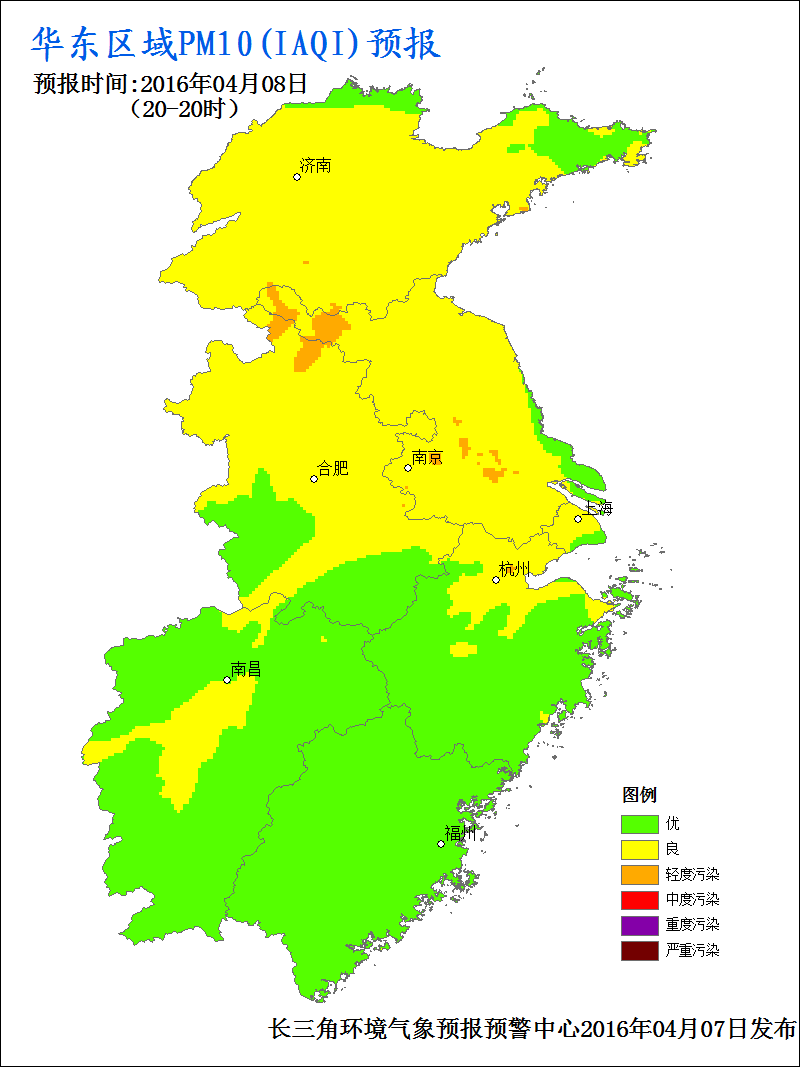 华东区域PM10(IAQI)预报
预报时间:2016年04月08日
（20-20时）
济南
合肥
南京
上海
杭州
南昌
福州
图例
优
良
轻度污染
中度污染
重度污染
严重污染
长三角环境气象预报预警中心2016年04月07日发布